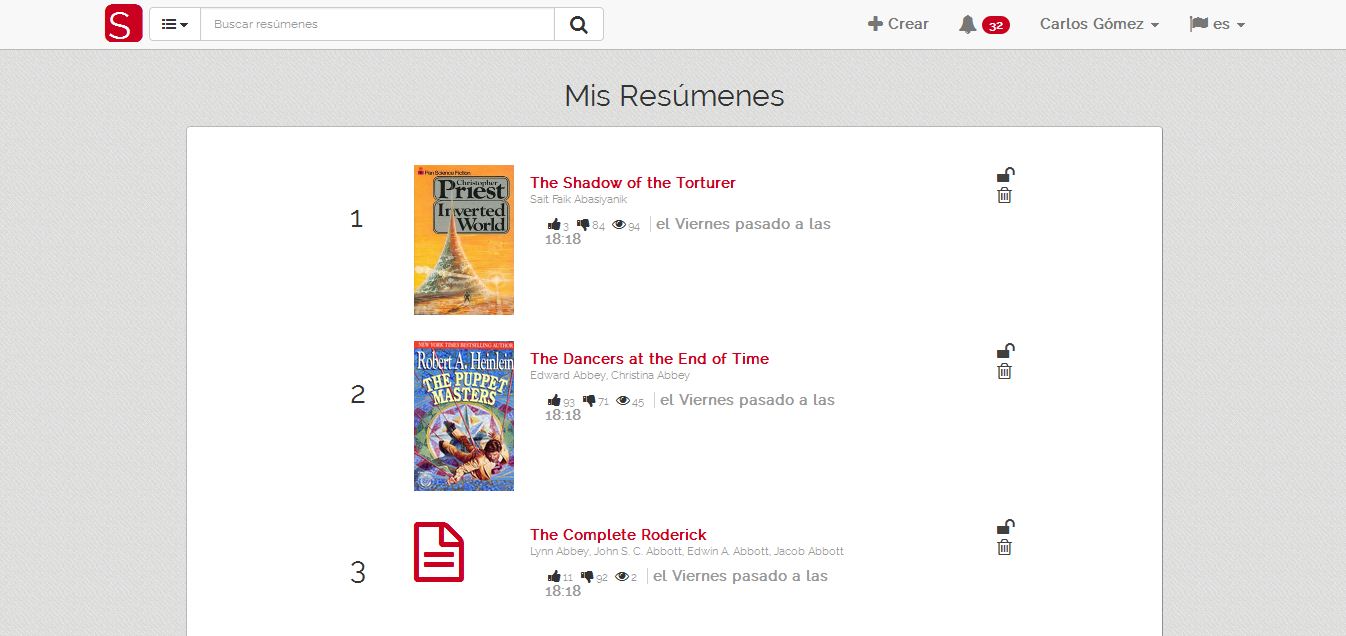 S
Buscar resúmenes
Crear
32
Carlos Gómez
es
Mis Resúmenes
1
Pan Science Fiction
Christopher
Priest
Inverted
World
The Shadow of the Torturer
Sait Faik Abasıyanık
3 84 94 el Viernes pasado a las
18:18
2
NEW YORK TIMES BESTSELLING AUTHOR
Robert A. Heinlein
THE PUPPET
MASTERS
The Dancers at the End of Time
Edward Abbey, Christina Abbey
93 71 45 el Viernes pasado a las
18:18
3
The Complete Roderick
Lynn Abbey, John S. C. Abbott, Edwin A. Abbott, Jacob Abbott
11 92 2 el Viernes pasado a las
18:18